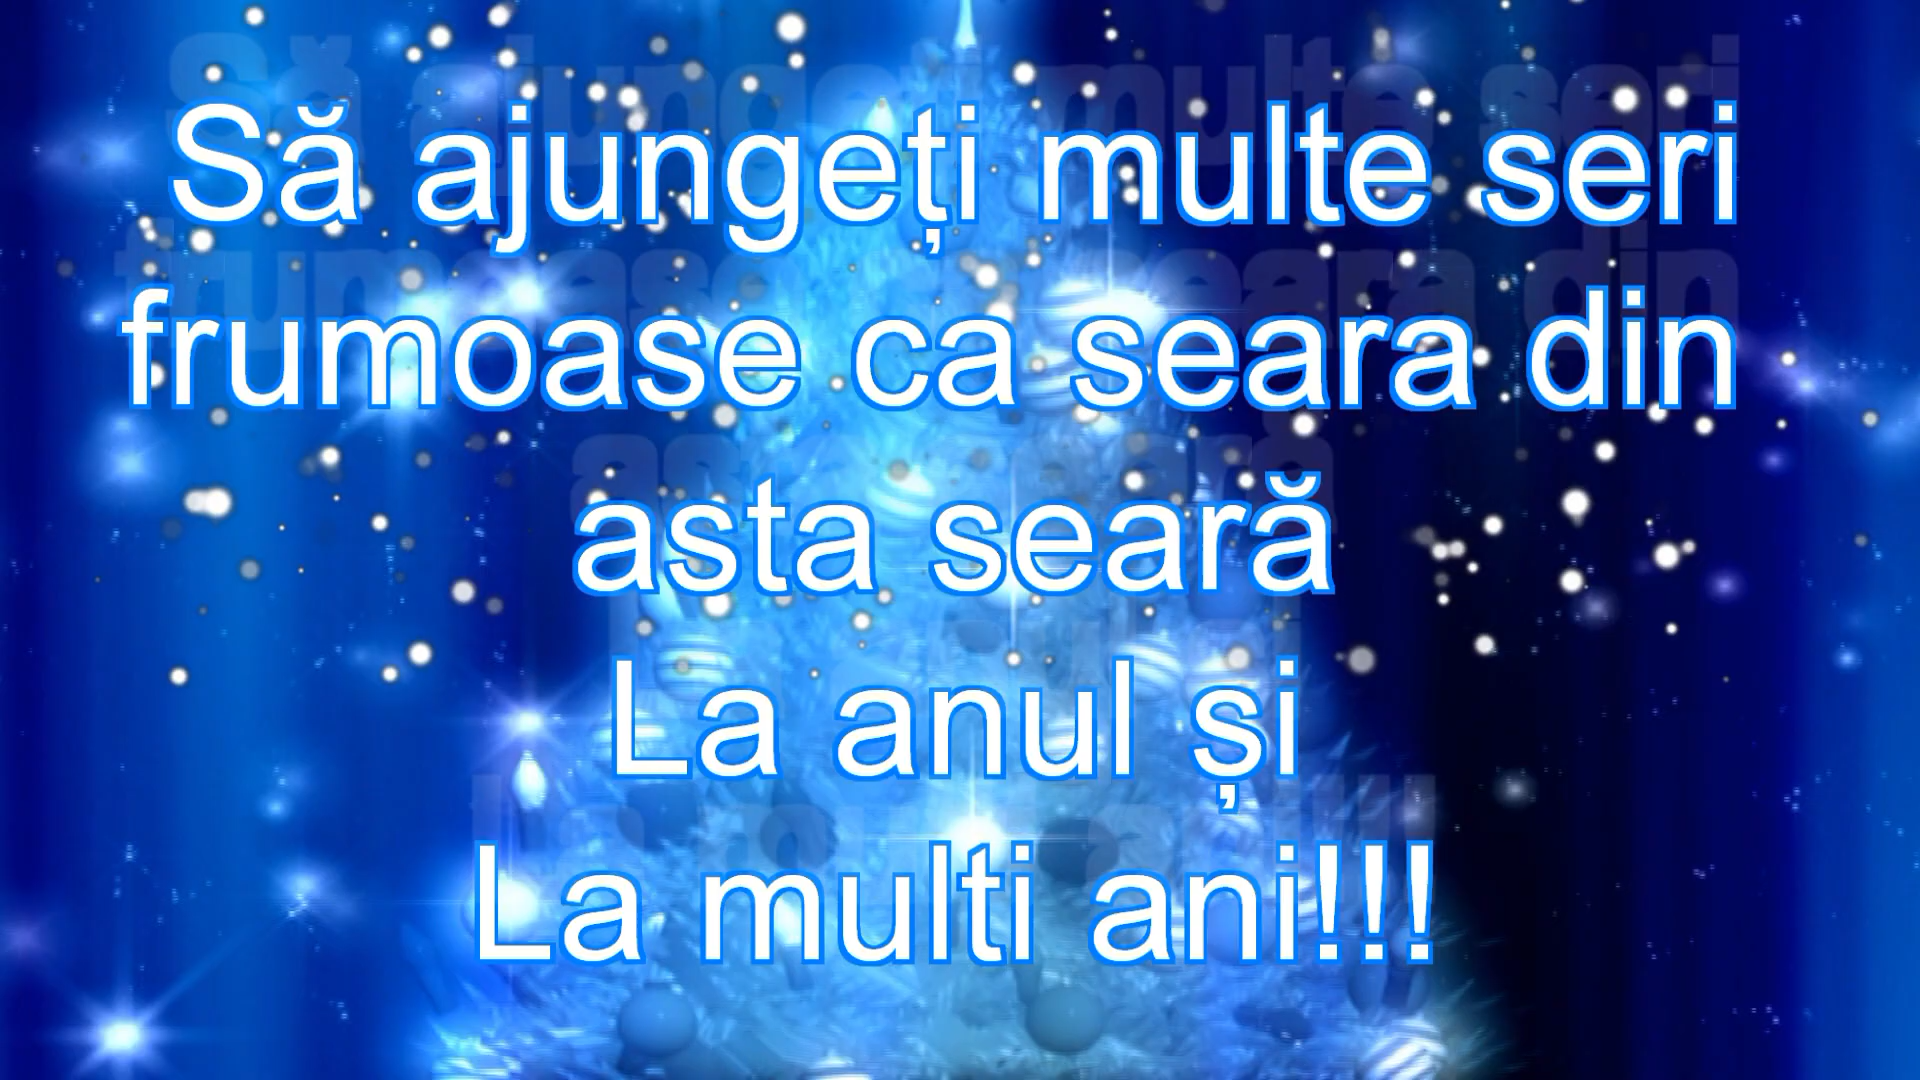 Să ajungeți multe seri
frumoase ca seara din
asta seară
La anul și
La multi ani!!!